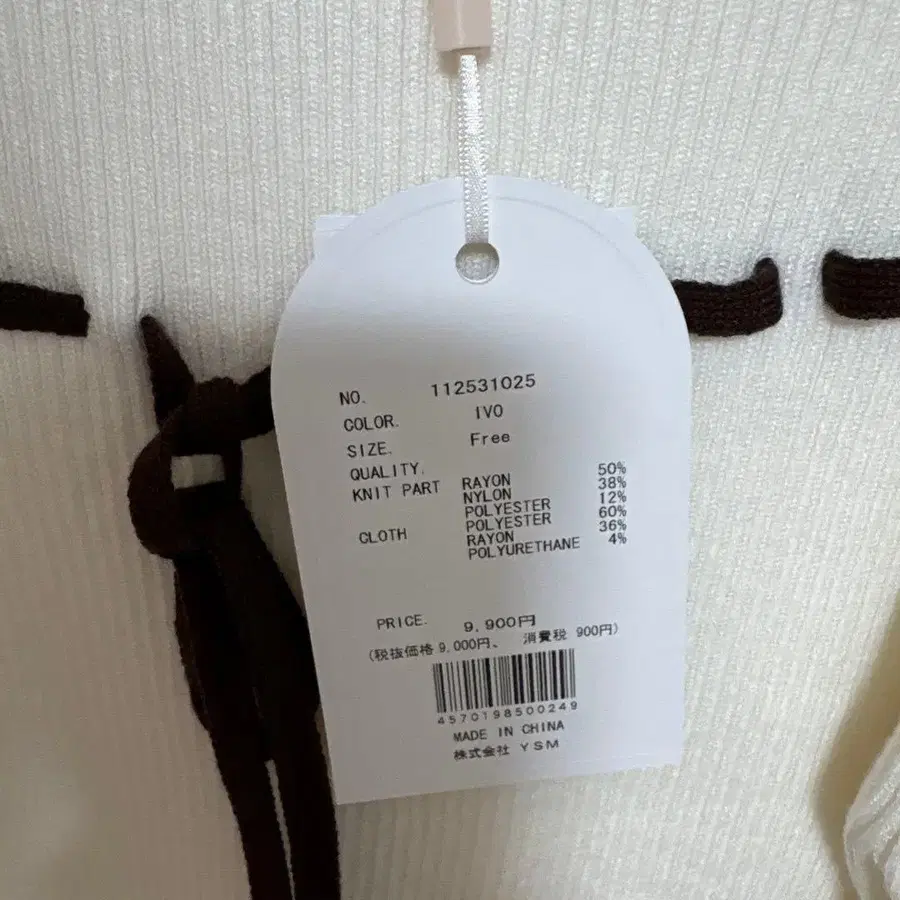 NO. 112531025
COLOR. IVO
SIZE. Free
QUALITY.
KNIT PART RAYON 50%
NYLON 38%
POLYESTER 12%
CLOTH POLYESTER 60%
RAYON 36%
POLYURETHANE 4%
PRICE. 9,900円
(税抜価格 9,000円、 消費税 900円)
4570198500249
MADE IN CHINA
株式会社 YSM